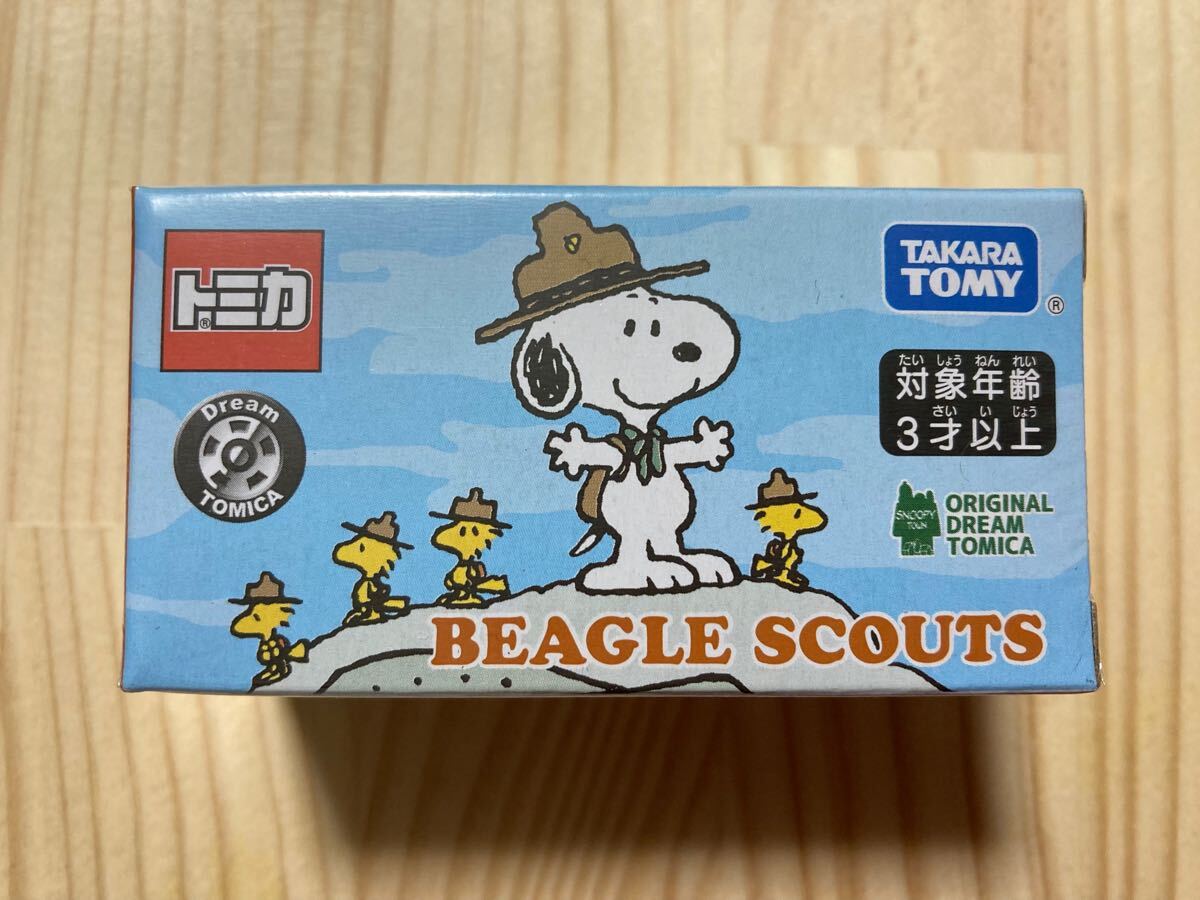 トミカ
®
Dream
TOMICA
TAKARA
TOMY
®
たいしょうねんれい
対象年齢
さいいじょう
3才以上
SNOOPY
TOWN
ORIGINAL
DREAM
TOMICA
BEAGLE SCOUTS